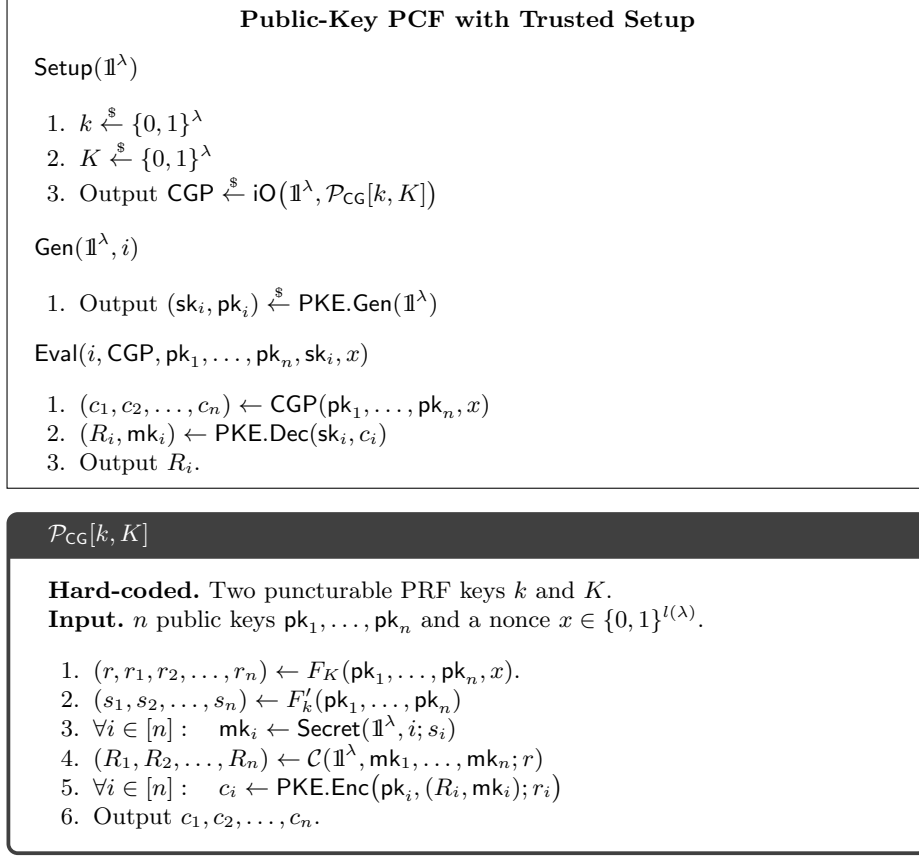 Public-Key PCF with Trusted Setup
Setup(𝟙^λ)
1. k ←$ {0, 1}^λ
2. K ←$ {0, 1}^λ
3. Output CGP ←$ iO(𝟙^λ, 𝒫_CG[k, K])
Gen(𝟙^λ, i)
1. Output (sk_i, pk_i) ←$ PKE.Gen(𝟙^λ)
Eval(i, CGP, pk_1, . . . , pk_n, sk_i, x)
1. (c_1, c_2, . . . , c_n) ← CGP(pk_1, . . . , pk_n, x)
2. (R_i, mk_i) ← PKE.Dec(sk_i, c_i)
3. Output R_i.
𝒫_CG[k, K]
Hard-coded. Two puncturable PRF keys k and K.
Input. n public keys pk_1, . . . , pk_n and a nonce x ∈ {0, 1}^l(λ).
1. (r, r_1, r_2, . . . , r_n) ← F_K(pk_1, . . . , pk_n, x).
2. (s_1, s_2, . . . , s_n) ← F′_k(pk_1, . . . , pk_n)
3. ∀i ∈ [n] : mk_i ← Secret(𝟙^λ, i; s_i)
4. (R_1, R_2, . . . , R_n) ← 𝒞(𝟙^λ, mk_1, . . . , mk_n; r)
5. ∀i ∈ [n] : c_i ← PKE.Enc(pk_i, (R_i, mk_i); r_i)
6. Output c_1, c_2, . . . , c_n.